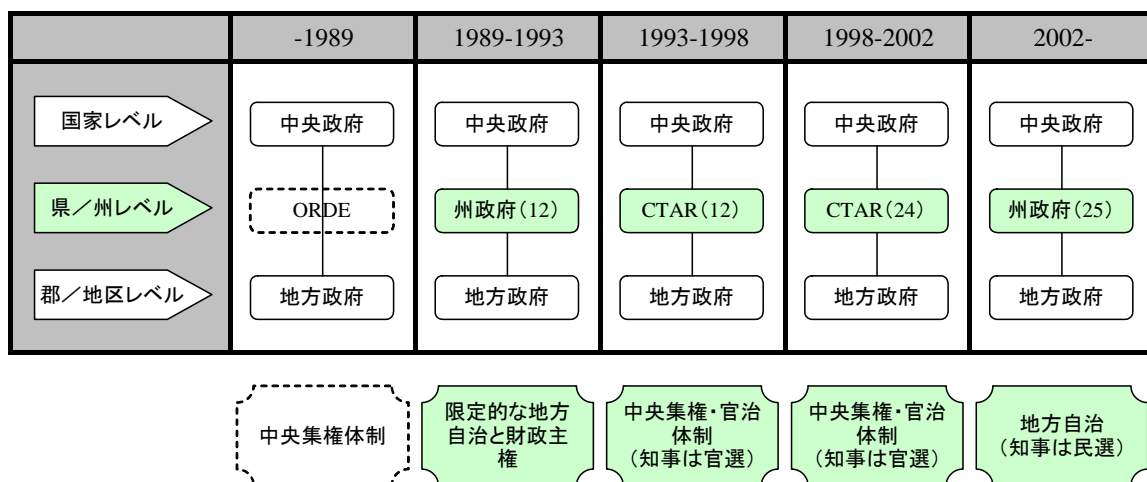 -1989 1989-1993 1993-1998 1998-2002 2002-
国家レベル 中央政府 中央政府 中央政府 中央政府 中央政府
県／州レベル ORDE 州政府(12) CTAR(12) CTAR(24) 州政府(25)
郡／地区レベル 地方政府 地方政府 地方政府 地方政府 地方政府
中央集権体制
限定的な地方
自治と財政主
権
中央集権・官治
体制
(知事は官選)
中央集権・官治
体制
(知事は官選)
地方自治
(知事は民選)